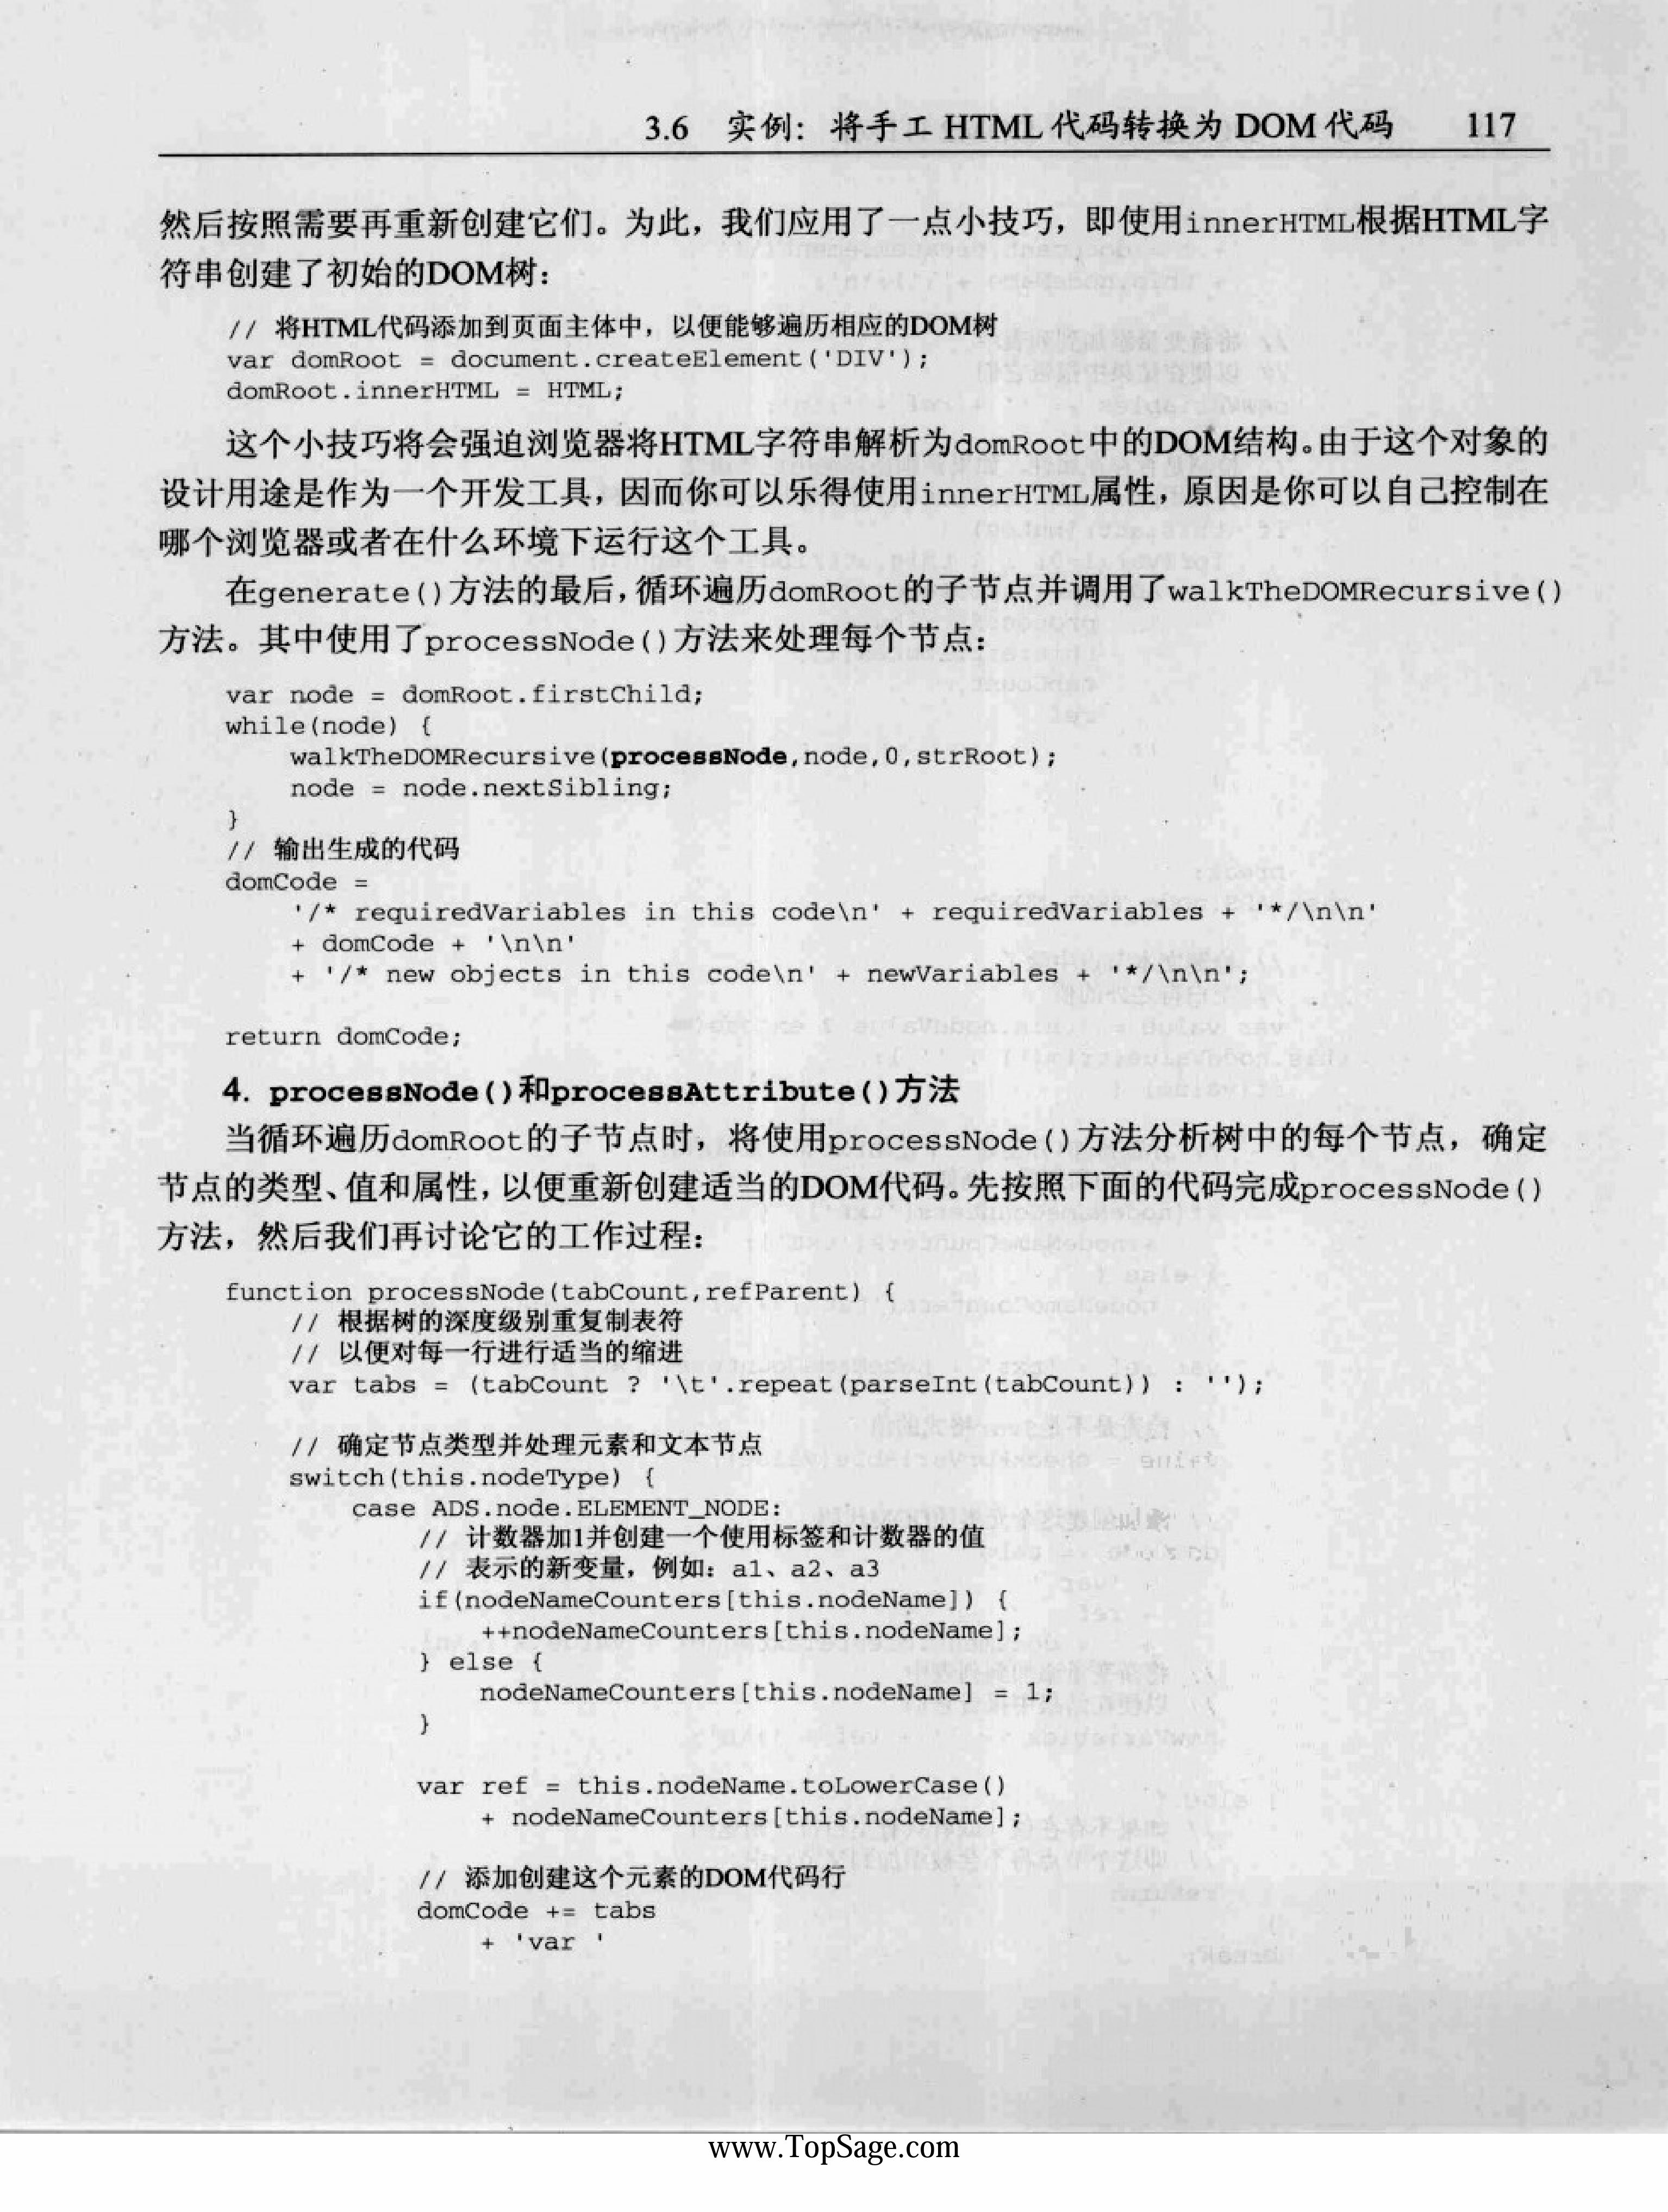 3.6 实例：将手工 HTML 代码转换为 DOM 代码 117
然后按照需要再重新创建它们。为此，我们应用了一点小技巧，即使用innerHTML根据HTML字
符串创建了初始的DOM树：
// 将HTML代码添加到页面主体中，以便能够遍历相应的DOM树
var domRoot = document.createElement('DIV');
domRoot.innerHTML = HTML;
这个小技巧将会强迫浏览器将HTML字符串解析为domRoot中的DOM结构。由于这个对象的
设计用途是作为一个开发工具，因而你可以乐得使用innerHTML属性，原因是你可以自己控制在
哪个浏览器或者在什么环境下运行这个工具。
在generate()方法的最后，循环遍历domRoot的子节点并调用了walkTheDOMRecursive()
方法。其中使用了processNode()方法来处理每个节点：
var node = domRoot.firstChild;
while(node) {
walkTheDOMRecursive(processNode,node,0,strRoot);
node = node.nextSibling;
}
// 输出生成的代码
domCode =
'/* requiredVariables in this code\n' + requiredVariables + '*/\n\n'
+ domCode + '\n\n'
+ '/* new objects in this code\n' + newVariables + '*/\n\n';
return domCode;
4. processNode()和processAttribute()方法
当循环遍历domRoot的子节点时，将使用processNode()方法分析树中的每个节点，确定
节点的类型、值和属性，以便重新创建适当的DOM代码。先按照下面的代码完成processNode()
方法，然后我们再讨论它的工作过程：
function processNode(tabCount,refParent) {
// 根据树的深度级别重复制表符
// 以便对每一行进行适当的缩进
var tabs = (tabCount ? '\t'.repeat(parseInt(tabCount)) : '');
// 确定节点类型并处理元素和文本节点
switch(this.nodeType) {
case ADS.node.ELEMENT_NODE:
// 计数器加1并创建一个使用标签和计数器的值
// 表示的新变量，例如：a1、a2、a3
if(nodeNameCounters[this.nodeName]) {
++nodeNameCounters[this.nodeName];
} else {
nodeNameCounters[this.nodeName] = 1;
}
var ref = this.nodeName.toLowerCase()
+ nodeNameCounters[this.nodeName];
// 添加创建这个元素的DOM代码行
domCode += tabs
+ 'var '
www.TopSage.com